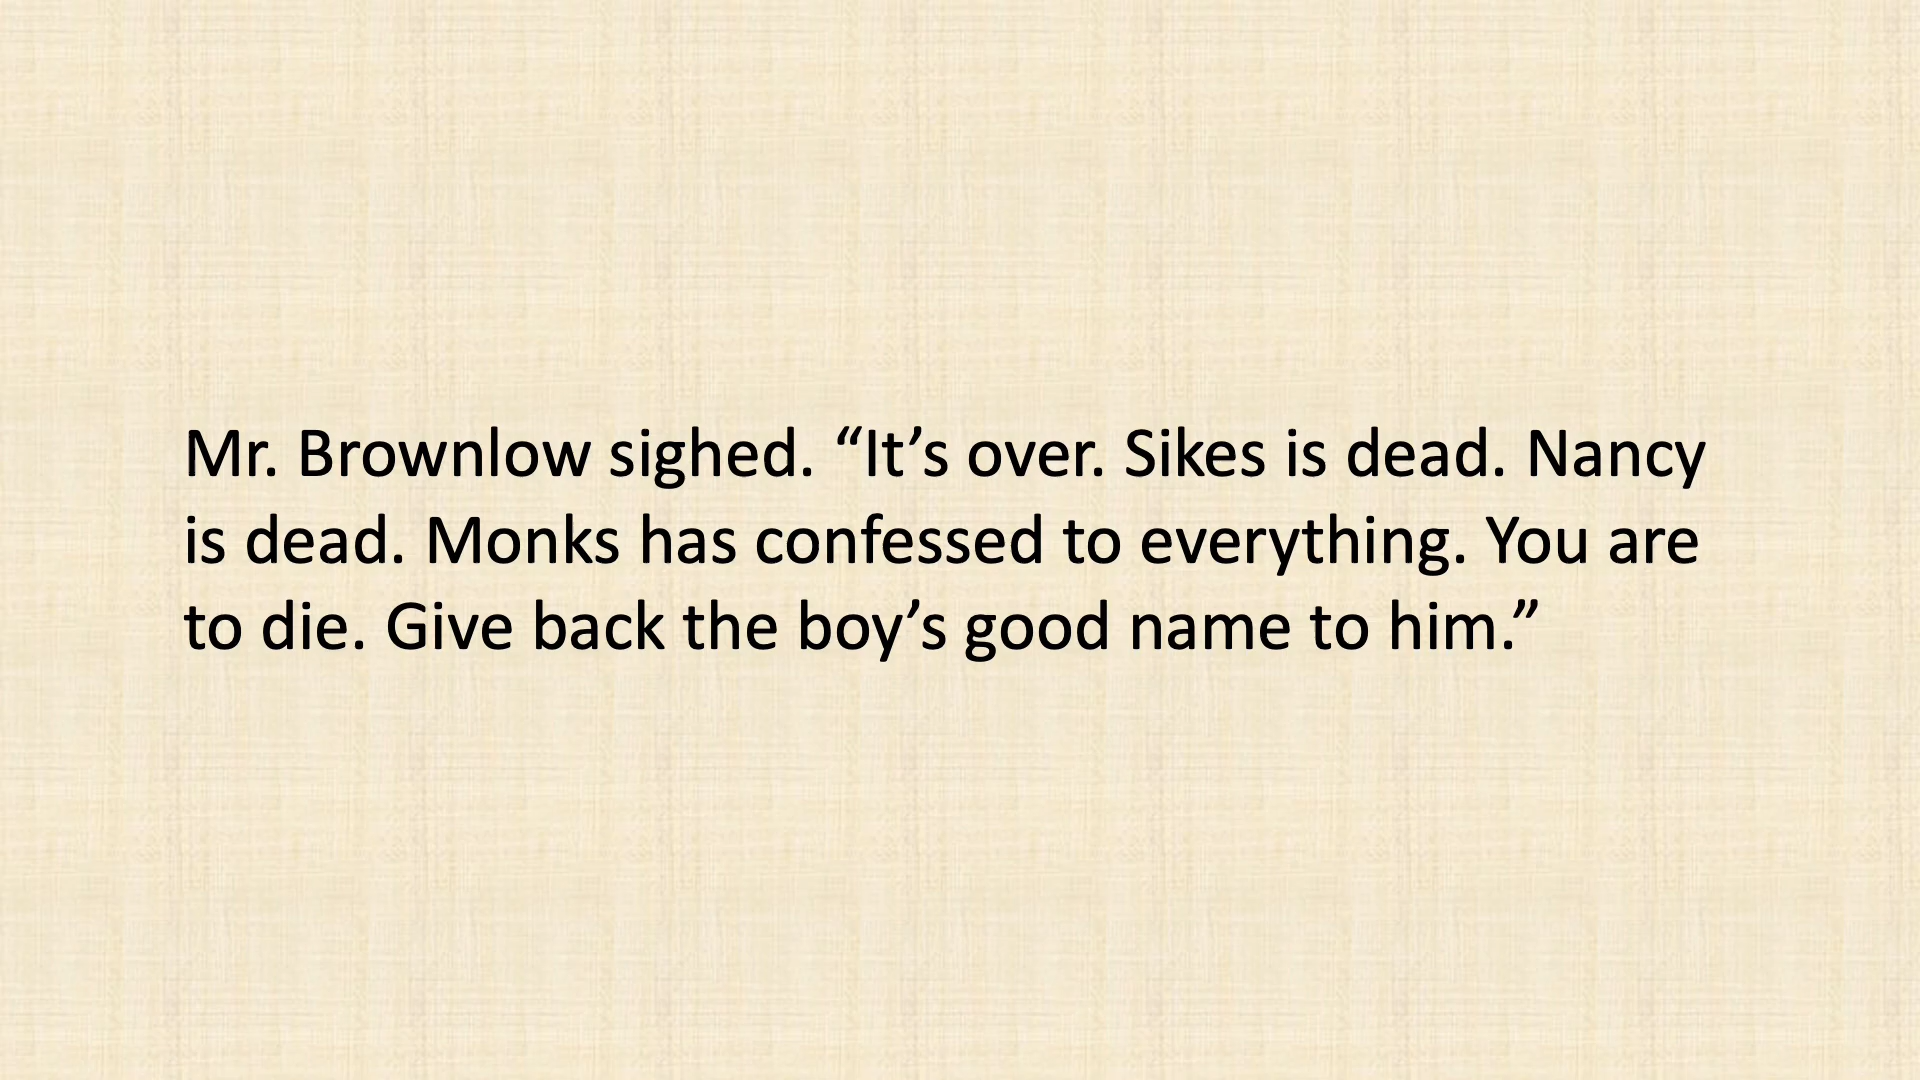 Mr. Brownlow sighed. “It’s over. Sikes is dead. Nancy
is dead. Monks has confessed to everything. You are
to die. Give back the boy’s good name to him.”